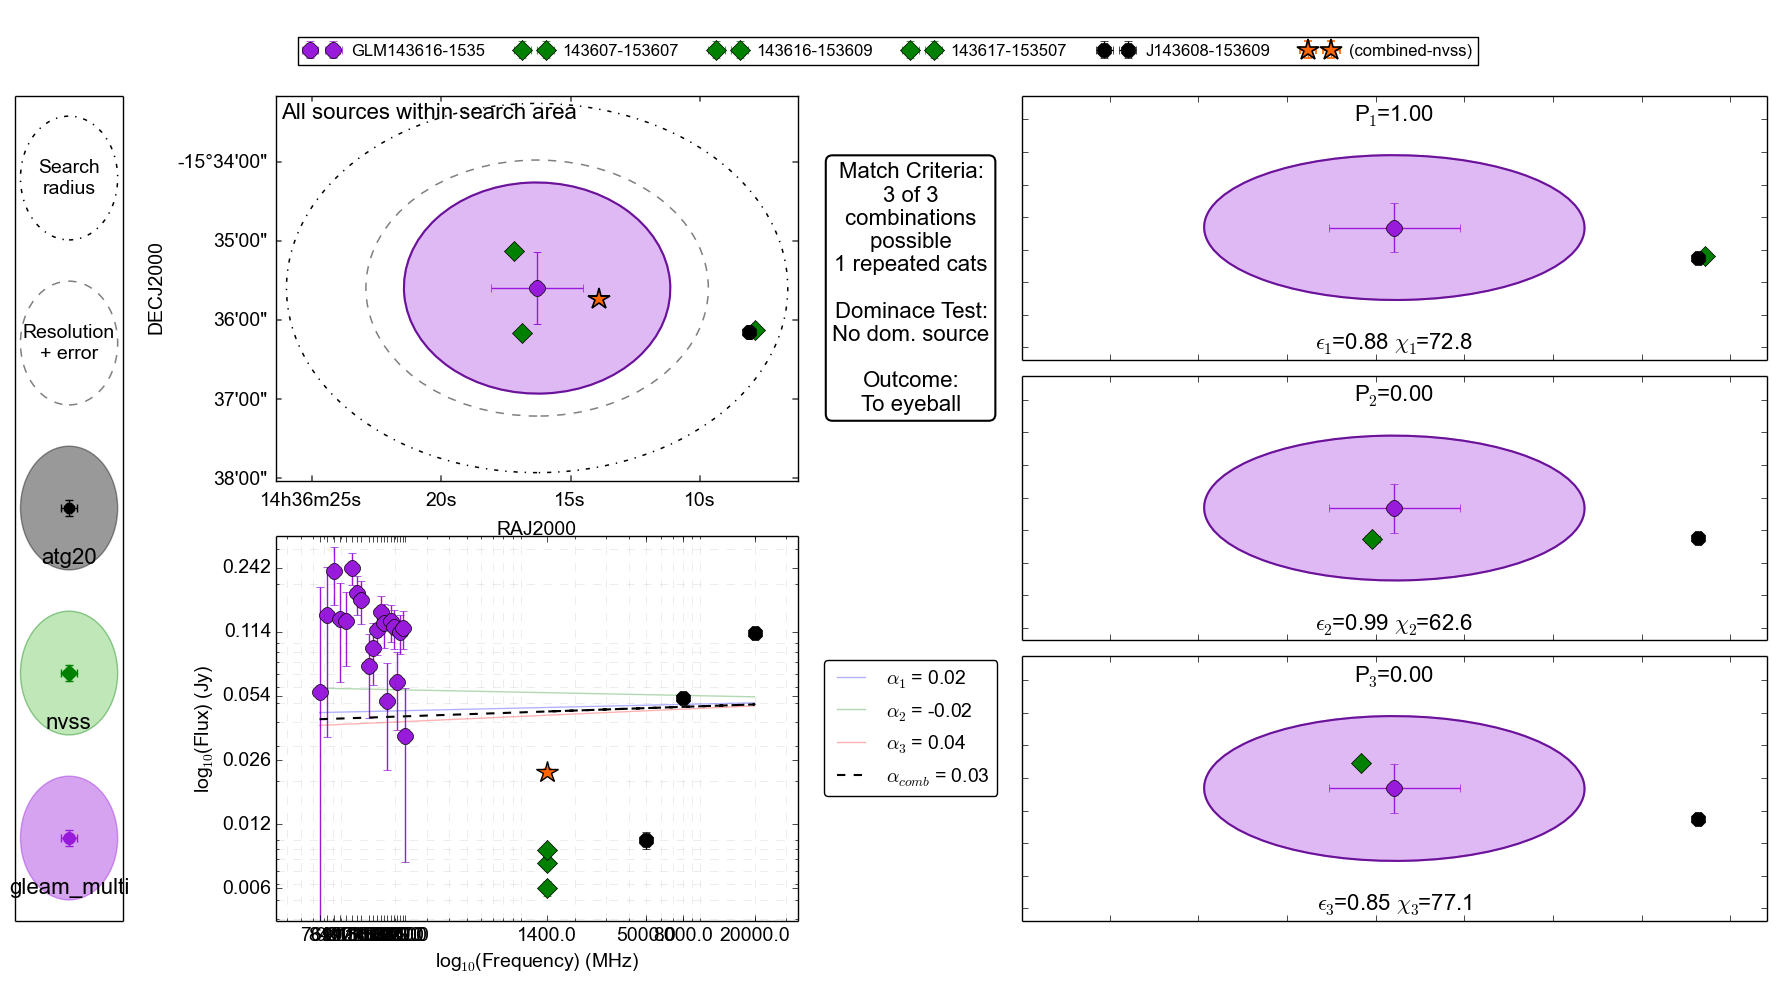 GLM143616-1535 143607-153607 143616-153609 143617-153507 J143608-153609 (combined-nvss)
Search
radius
Resolution
+ error
atg20
nvss
gleam_multi
All sources within search area
DECJ2000
-15°34'00"
35'00"
36'00"
37'00"
38'00"
14h36m25s 20s 15s 10s
RAJ2000
Match Criteria:
3 of 3
combinations
possible
1 repeated cats
Dominace Test:
No dom. source
Outcome:
To eyeball
log10(Flux) (Jy)
0.242
0.114
0.054
0.026
0.012
0.006
1400.0 5000.0 8000.0 20000.0
log10(Frequency) (MHz)
α1 = 0.02
α2 = -0.02
α3 = 0.04
αcomb = 0.03
P1=1.00
ϵ1=0.88 χ1=72.8
P2=0.00
ϵ2=0.99 χ2=62.6
P3=0.00
ϵ3=0.85 χ3=77.1